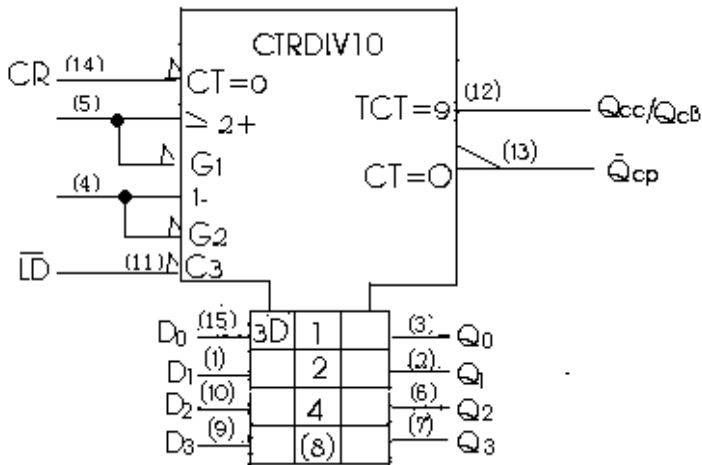 CTRDIV10
CR (14) CT=0
(5) ≥ 2+
G1
(4) 1-
G2
L̅D̅ (11) C3
TCT=9 (12) Qcc/QcB
CT=0 (13) Q̄cp
D0 (15) 3D 1 (3) Q0
D1 (1) 2 (2) Q1
D2 (10) 4 (6) Q2
D3 (9) (8) (7) Q3